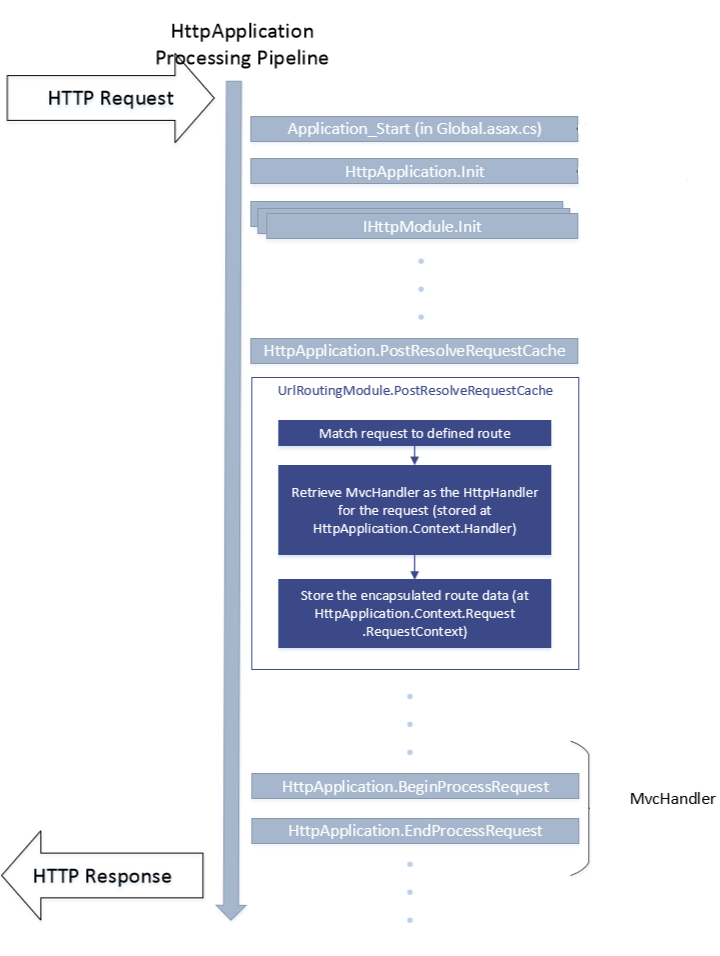 HttpApplication
Processing Pipeline
HTTP Request
Application_Start (in Global.asax.cs)
HttpApplication.Init
IHttpModule.Init
HttpApplication.PostResolveRequestCache
UrlRoutingModule.PostResolveRequestCache
Match request to defined route
Retrieve MvcHandler as the HttpHandler
for the request (stored at
HttpApplication.Context.Handler)
Store the encapsulated route data (at
HttpApplication.Context.Request
.RequestContext)
HttpApplication.BeginProcessRequest
MvcHandler
HttpApplication.EndProcessRequest
HTTP Response